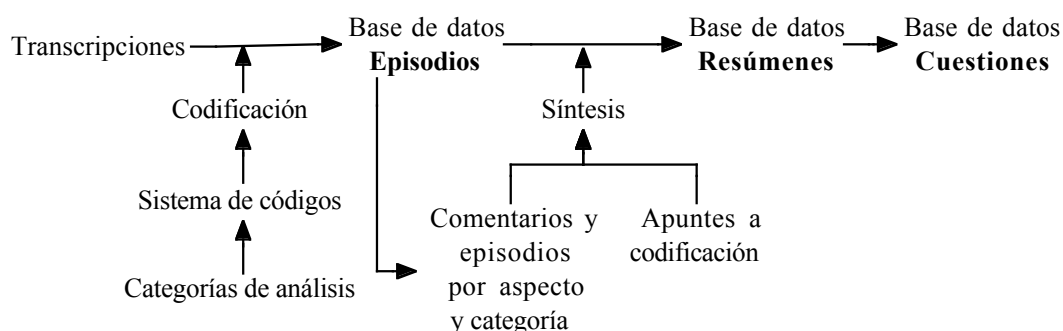 Transcripciones
Base de datos
Episodios
Base de datos
Resúmenes
Base de datos
Cuestiones
Codificación
Síntesis
Sistema de códigos
Categorías de análisis
Comentarios y
episodios
por aspecto
y categoría
Apuntes a
codificación